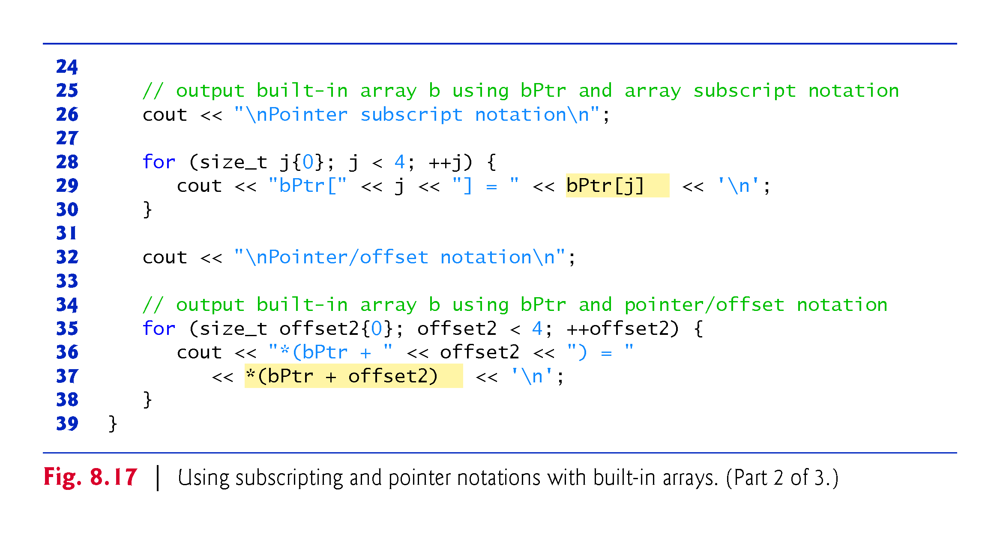 24
25 // output built-in array b using bPtr and array subscript notation
26 cout << "\nPointer subscript notation\n";
27
28 for (size_t j{0}; j < 4; ++j) {
29 cout << "bPtr[" << j << "] = " << bPtr[j] << '\n';
30 }
31
32 cout << "\nPointer/offset notation\n";
33
34 // output built-in array b using bPtr and pointer/offset notation
35 for (size_t offset2{0}; offset2 < 4; ++offset2) {
36 cout << "*(bPtr + " << offset2 << ") = "
37 << *(bPtr + offset2) << '\n';
38 }
39 }
Fig. 8.17 | Using subscripting and pointer notations with built-in arrays. (Part 2 of 3.)